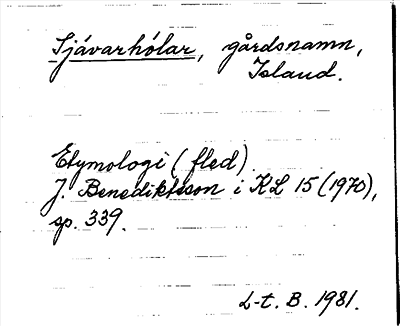 Sjávarhólar, gårdsnamn,
Island.
Etymologi (fled)
J. Benediktsson i KL 15 (1970),
sp. 339.
L-t. B. 1981.